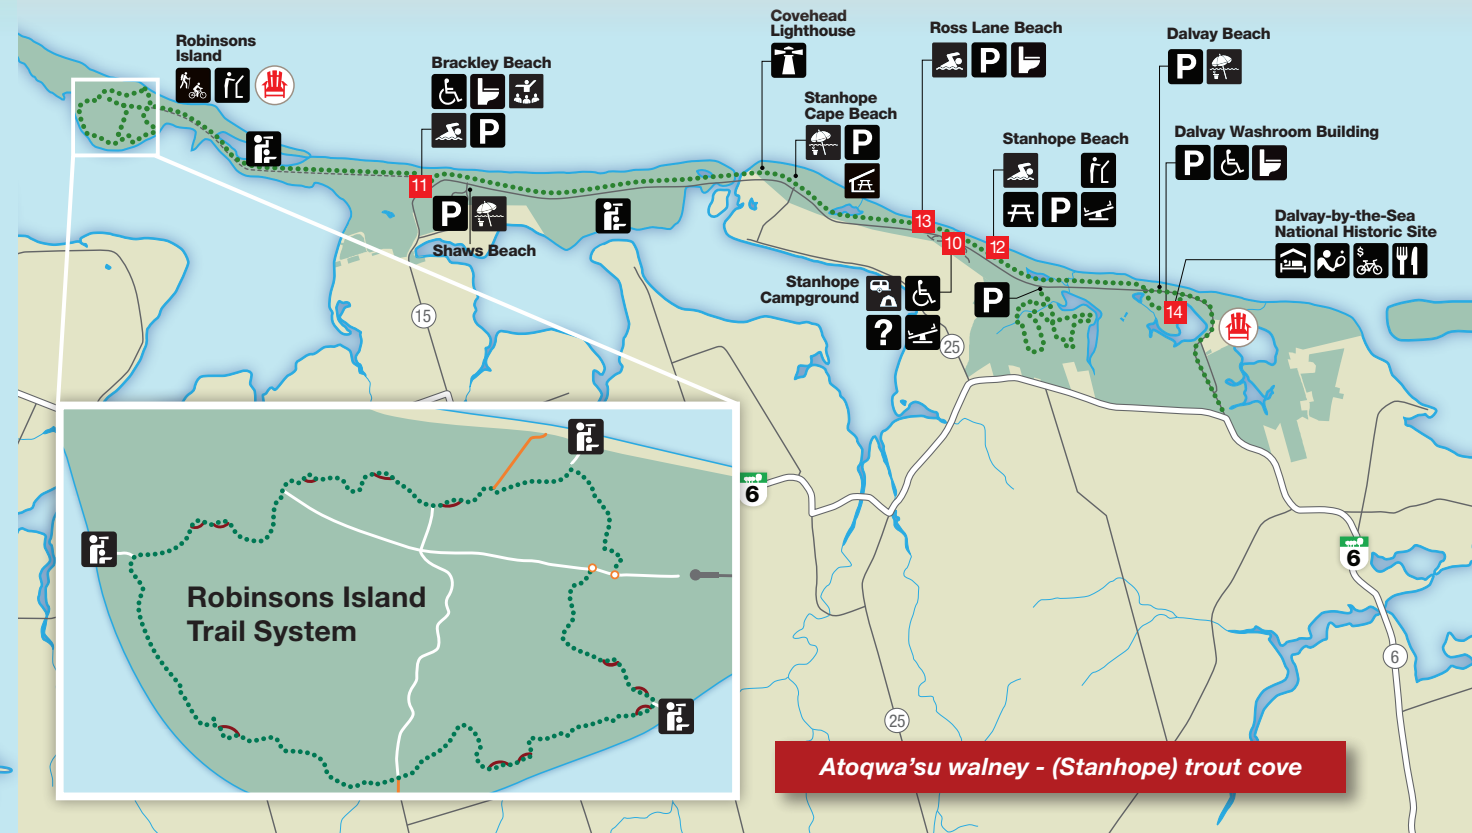 Robinsons
Island
Brackley Beach
P
11
P
Shaws Beach
15
Covehead
Lighthouse
Stanhope
Cape Beach
P
Ross Lane Beach
P
13
10
12
Stanhope Beach
P
Stanhope
Campground
?
P
25
Dalvay Beach
P
Dalvay Washroom Building
P
Dalvay-by-the-Sea
National Historic Site
$
14
6
6
6
25
Robinsons Island
Trail System
Atoqwa'su walney - (Stanhope) trout cove